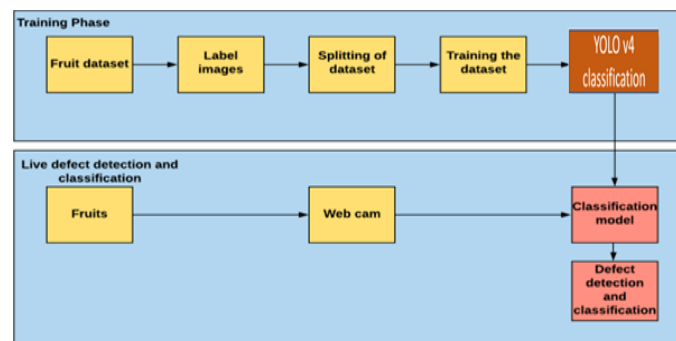 Training Phase
Fruit dataset
Label
images
Splitting of
dataset
Training the
dataset
YOLO v4
classification
Live defect detection and
classification
Fruits
Web cam
Classification
model
Defect
detection
and
classification